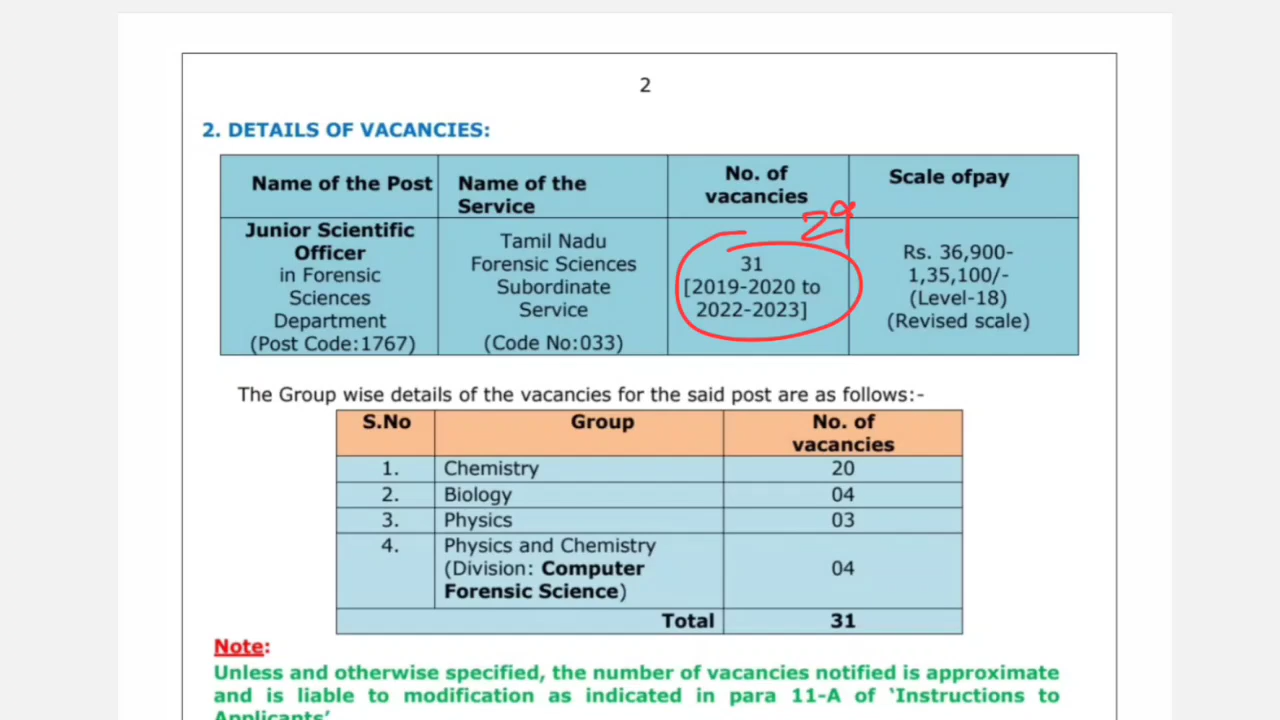 2
2. DETAILS OF VACANCIES:
Name of the Post
Name of the
Service
No. of
vacancies
Scale ofpay
Junior Scientific
Officer
in Forensic
Sciences
Department
(Post Code:1767)
Tamil Nadu
Forensic Sciences
Subordinate
Service
(Code No:033)
29
31
[2019-2020 to
2022-2023]
Rs. 36,900-
1,35,100/-
(Level-18)
(Revised scale)
The Group wise details of the vacancies for the said post are as follows:-
S.No
Group
No. of
vacancies
1.
Chemistry
20
2.
Biology
04
3.
Physics
03
4.
Physics and Chemistry
(Division: Computer
Forensic Science)
04
Total
31
Note:
Unless and otherwise specified, the number of vacancies notified is approximate
and is liable to modification as indicated in para 11-A of ‘Instructions to
Applicants’